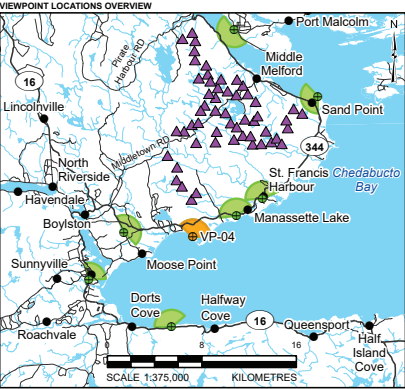 VIEWPOINT LOCATIONS OVERVIEW
Port Malcolm
N
Pirate
Harbour RD
Middle
Melford
16
Lincolnville
Sand Point
Middletown RD
344
North
Riverside
St. Francis
Harbour
Chedabucto
Bay
Havendale
Boylston
Manassette Lake
VP-04
Sunnyville
Moose Point
Dorts
Cove
Halfway
Cove
16
Queensport
Roachvale
Half
Island
Cove
0 8 16
SCALE 1:375,000 KILOMETRES